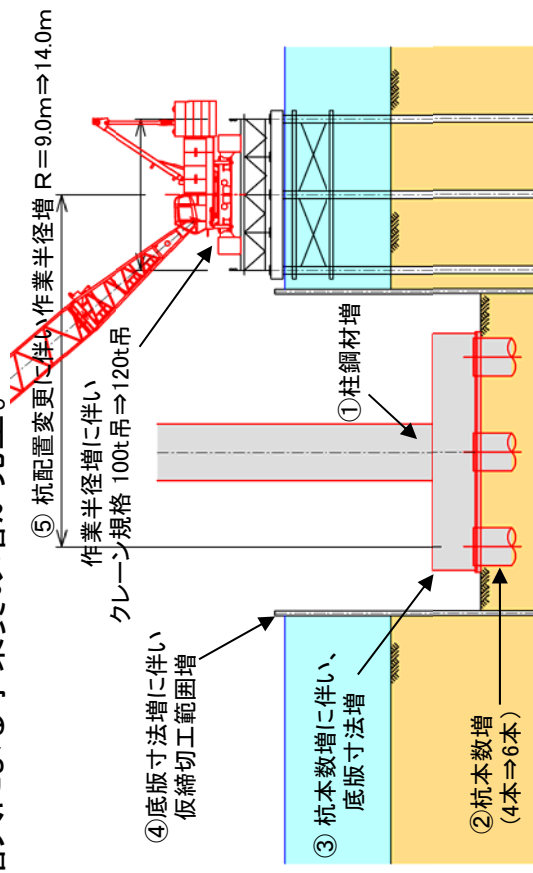 ⑤ 杭配置変更に伴い作業半径増 R=9.0m⇒14.0m
作業半径増に伴い
クレーン規格 100t吊⇒120t吊
①柱鋼材増
④底版寸法増に伴い
仮締切工範囲増
③ 杭本数増に伴い、
底版寸法増
②杭本数増
(4本⇒6本)